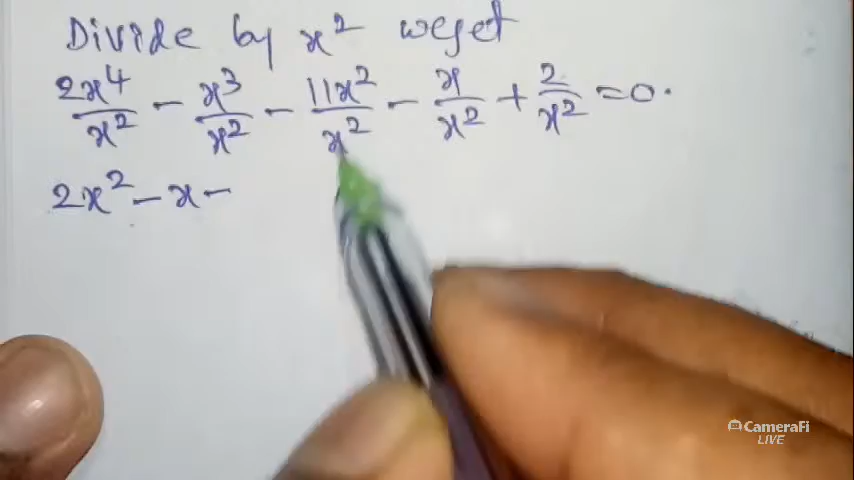 Divide by x² weget
2x⁴/x² - x³/x² - 11x²/x² - x/x² + 2/x² = 0.
2x² - x -
CameraFi
LIVE